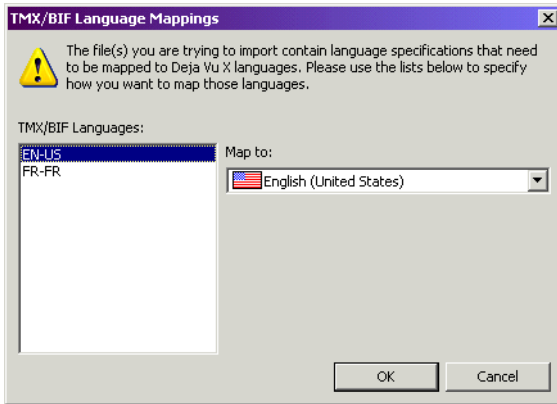 TMX/BIF Language Mappings
The file(s) you are trying to import contain language specifications that need
to be mapped to Deja Vu X languages. Please use the lists below to specify
how you want to map those languages.
TMX/BIF Languages:
EN-US
FR-FR
Map to:
English (United States)
OK
Cancel